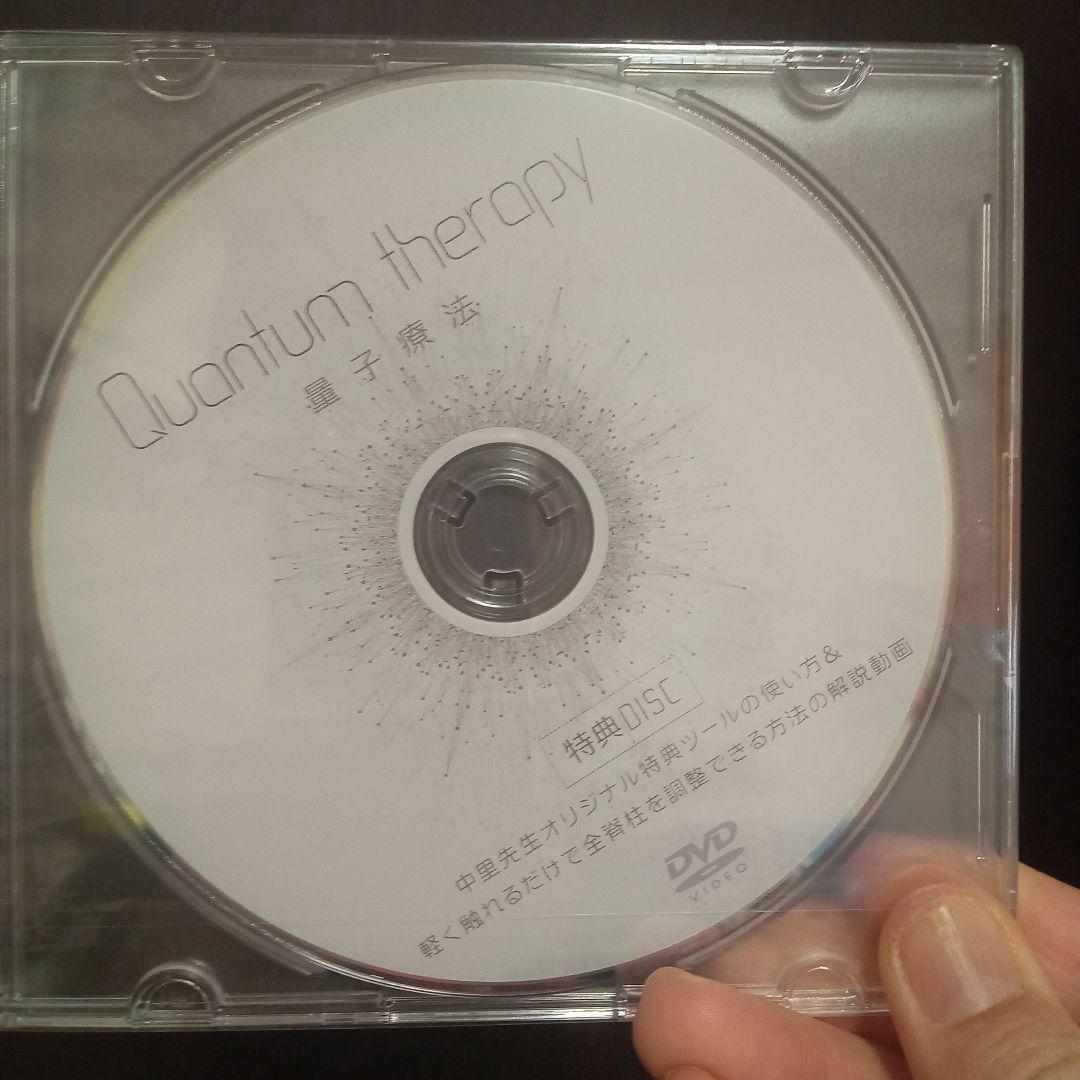 Quantum therapy
量子療法
特典DISC
中里先生オリジナル特典ツールの使い方&
軽く触れるだけで全脊柱を調整できる方法の解説動画
DVD
VIDEO